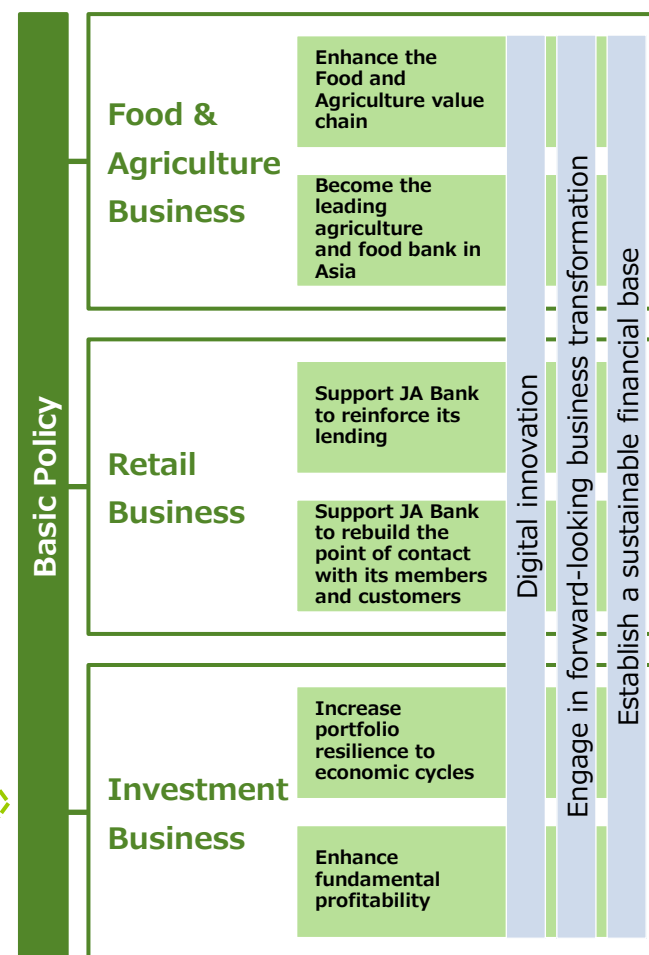 Basic Policy
Food &
Agriculture
Business
Enhance the
Food and
Agriculture value
chain
Become the
leading
agriculture
and food bank in
Asia
Retail
Business
Support JA Bank
to reinforce its
lending
Support JA Bank
to rebuild the
point of contact
with its members
and customers
Investment
Business
Increase
portfolio
resilience to
economic cycles
Enhance
fundamental
profitability
Digital innovation
Engage in forward-looking business transformation
Establish a sustainable financial base